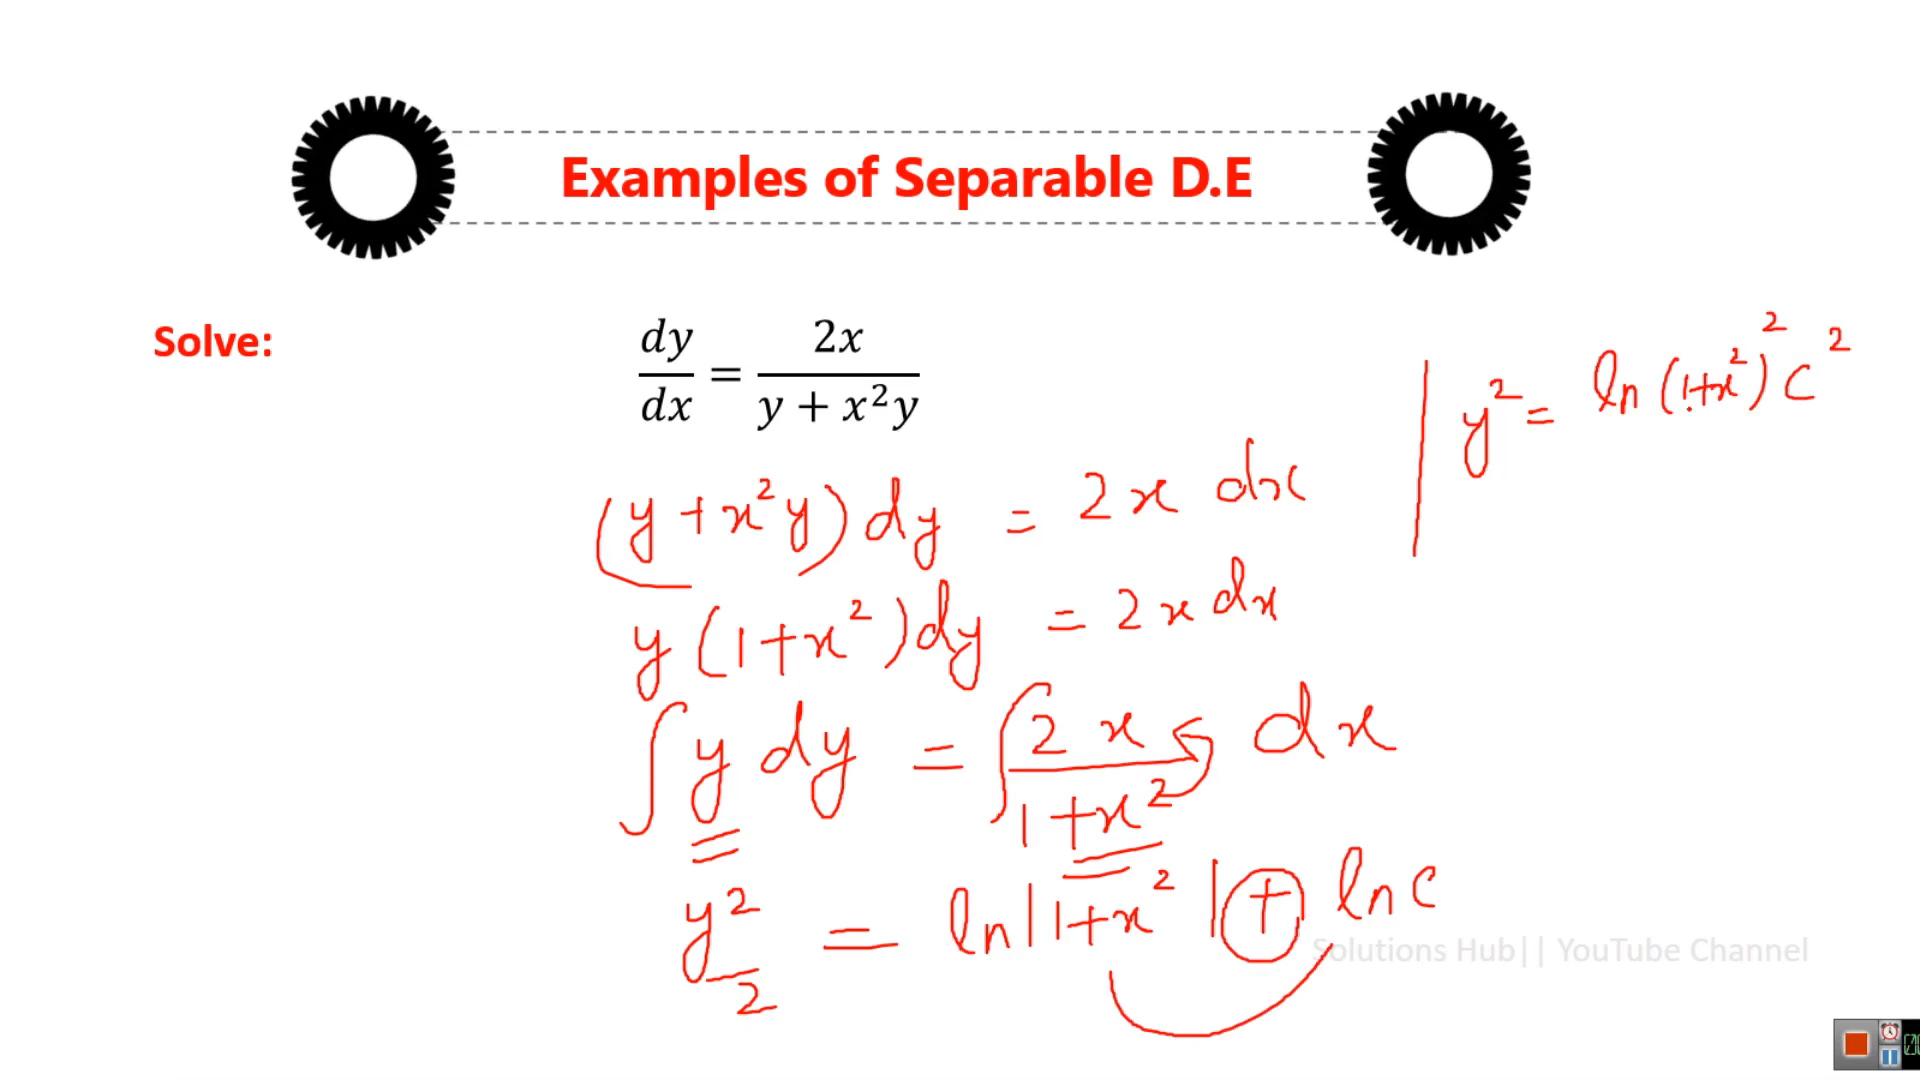 Examples of Separable D.E
Solve:
dy/dx = 2x/(y + x²y)
(y + x²y) dy = 2x dx
y (1+x²) dy = 2x dx
∫ y dy = ∫ 2x/(1+x²) dx
y²/2 = ln|1+x²| + ln c
y² = ln (1+x²)² c²
Solutions Hub|| YouTube Channel